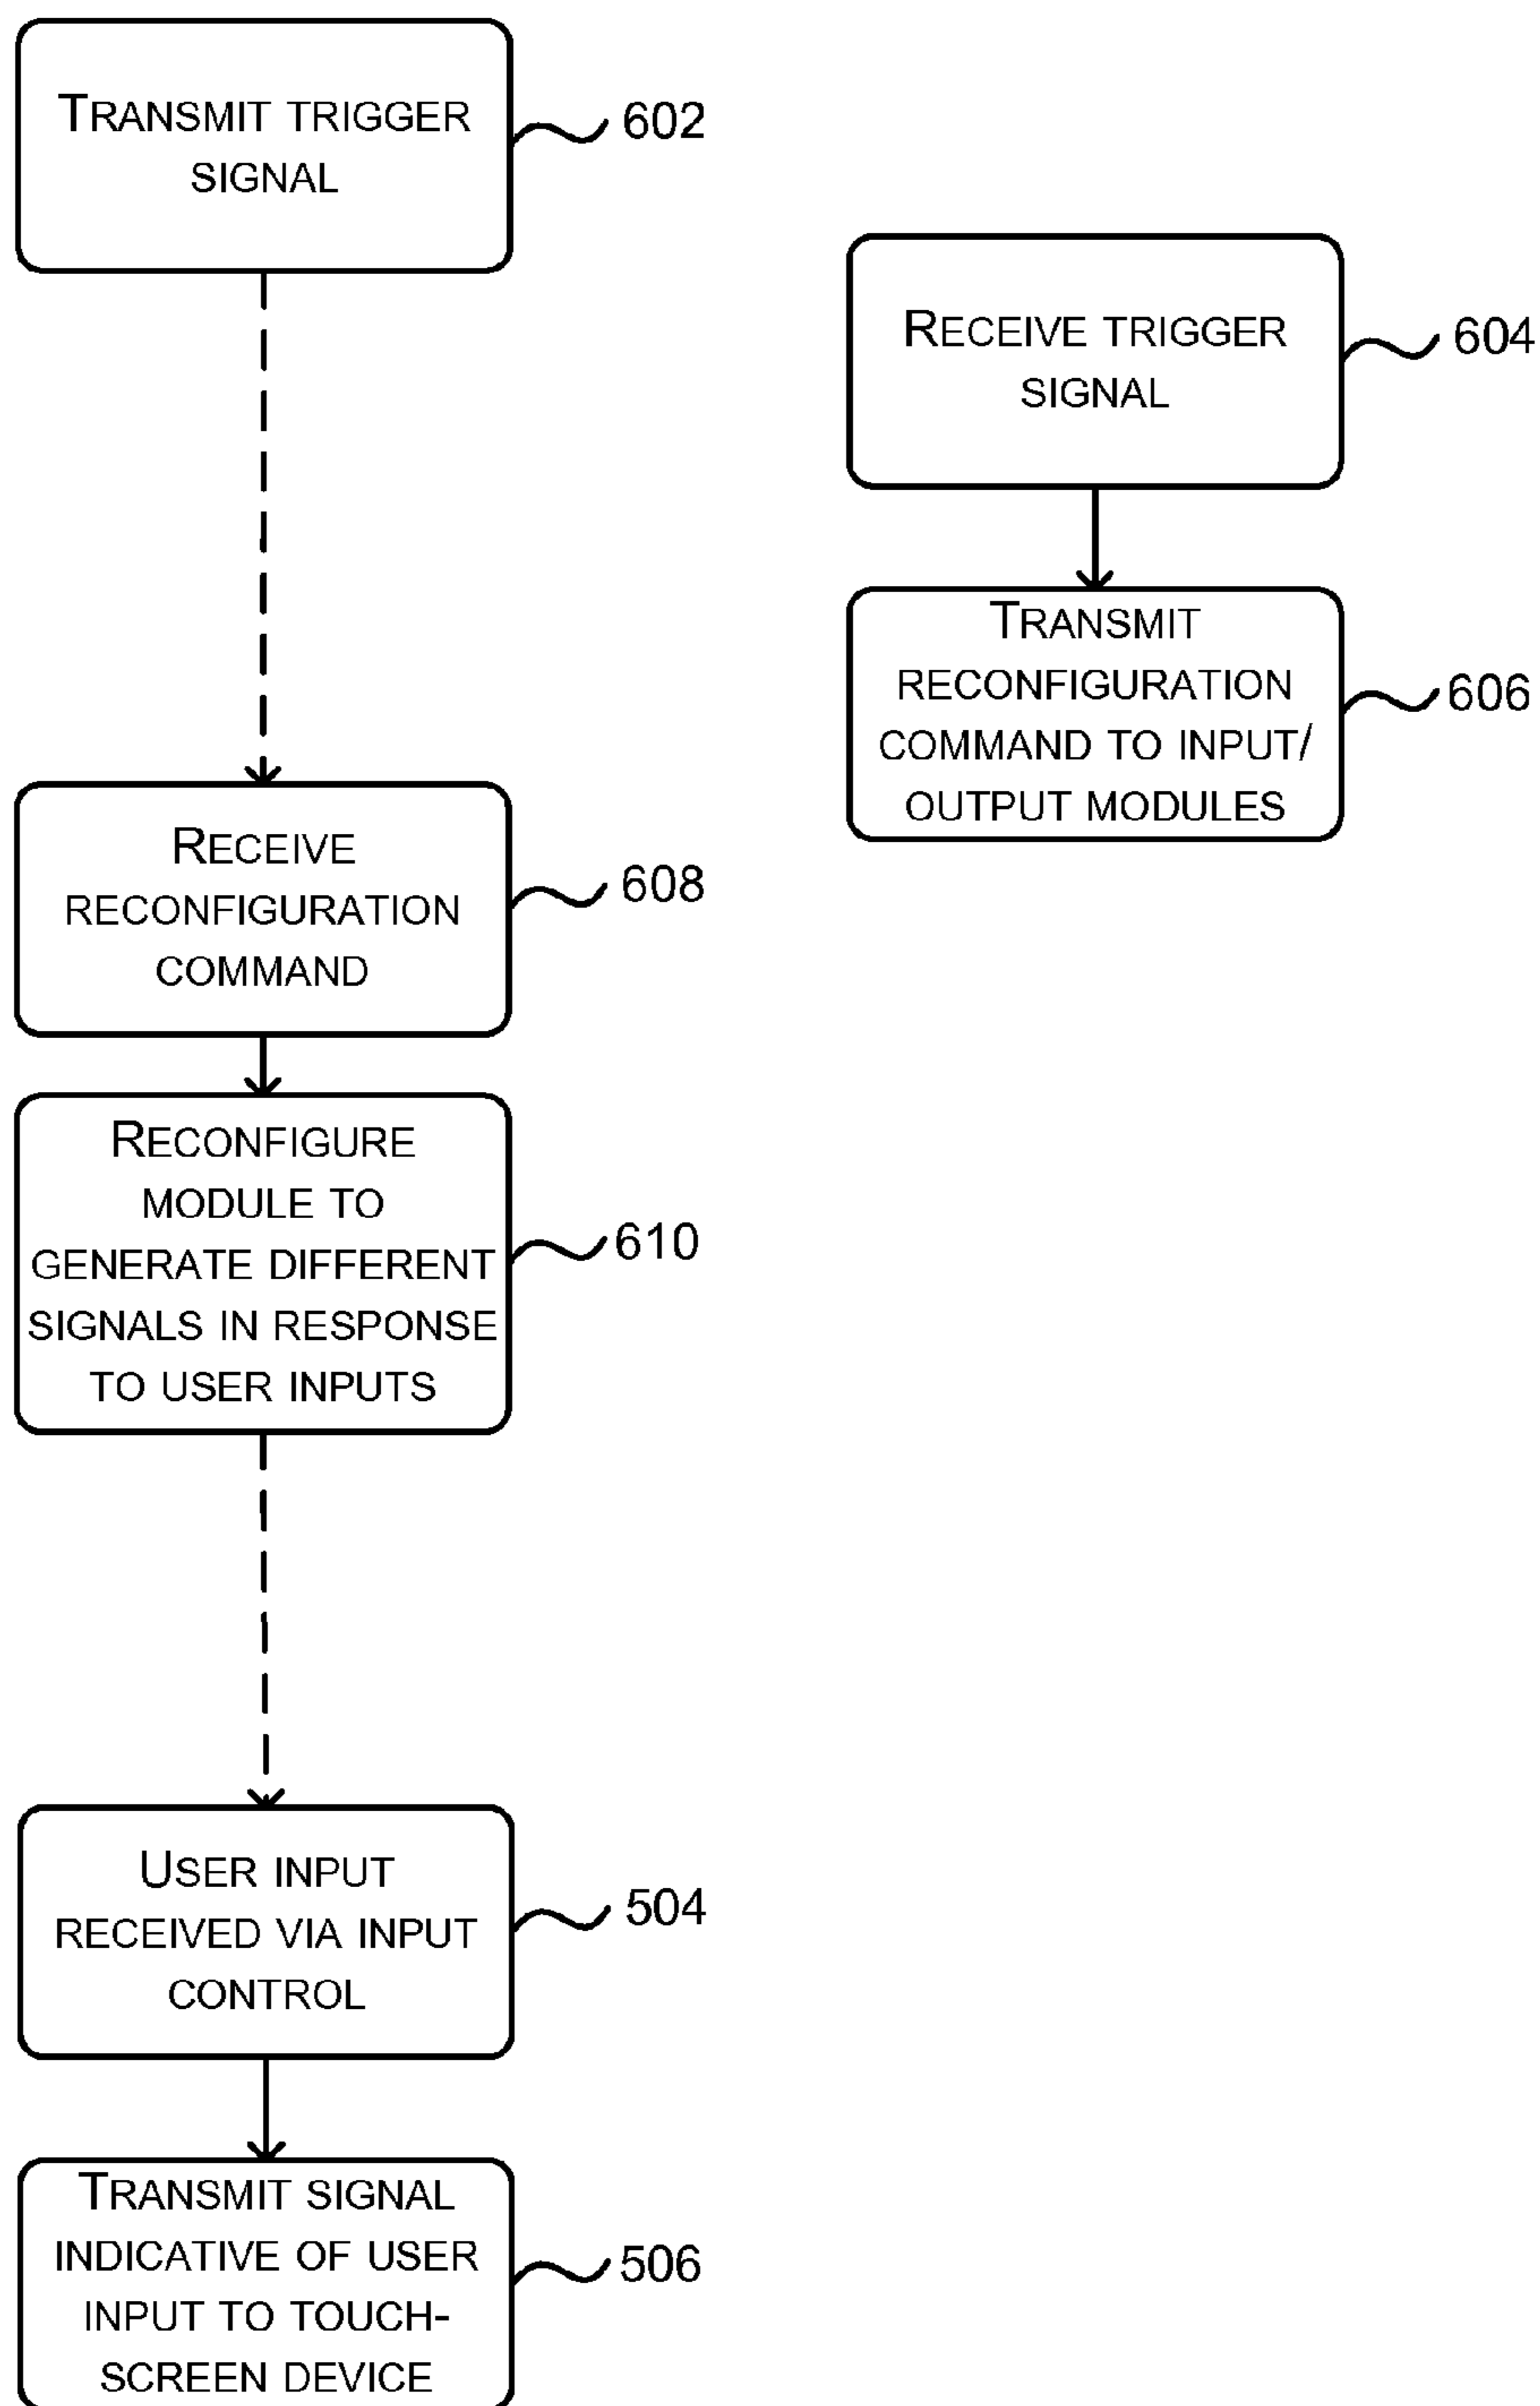 TRANSMIT TRIGGER
SIGNAL
602
RECEIVE TRIGGER
SIGNAL
604
TRANSMIT
RECONFIGURATION
COMMAND TO INPUT/
OUTPUT MODULES
606
RECEIVE
RECONFIGURATION
COMMAND
608
RECONFIGURE
MODULE TO
GENERATE DIFFERENT
SIGNALS IN RESPONSE
TO USER INPUTS
610
USER INPUT
RECEIVED VIA INPUT
CONTROL
504
TRANSMIT SIGNAL
INDICATIVE OF USER
INPUT TO TOUCH-
SCREEN DEVICE
506